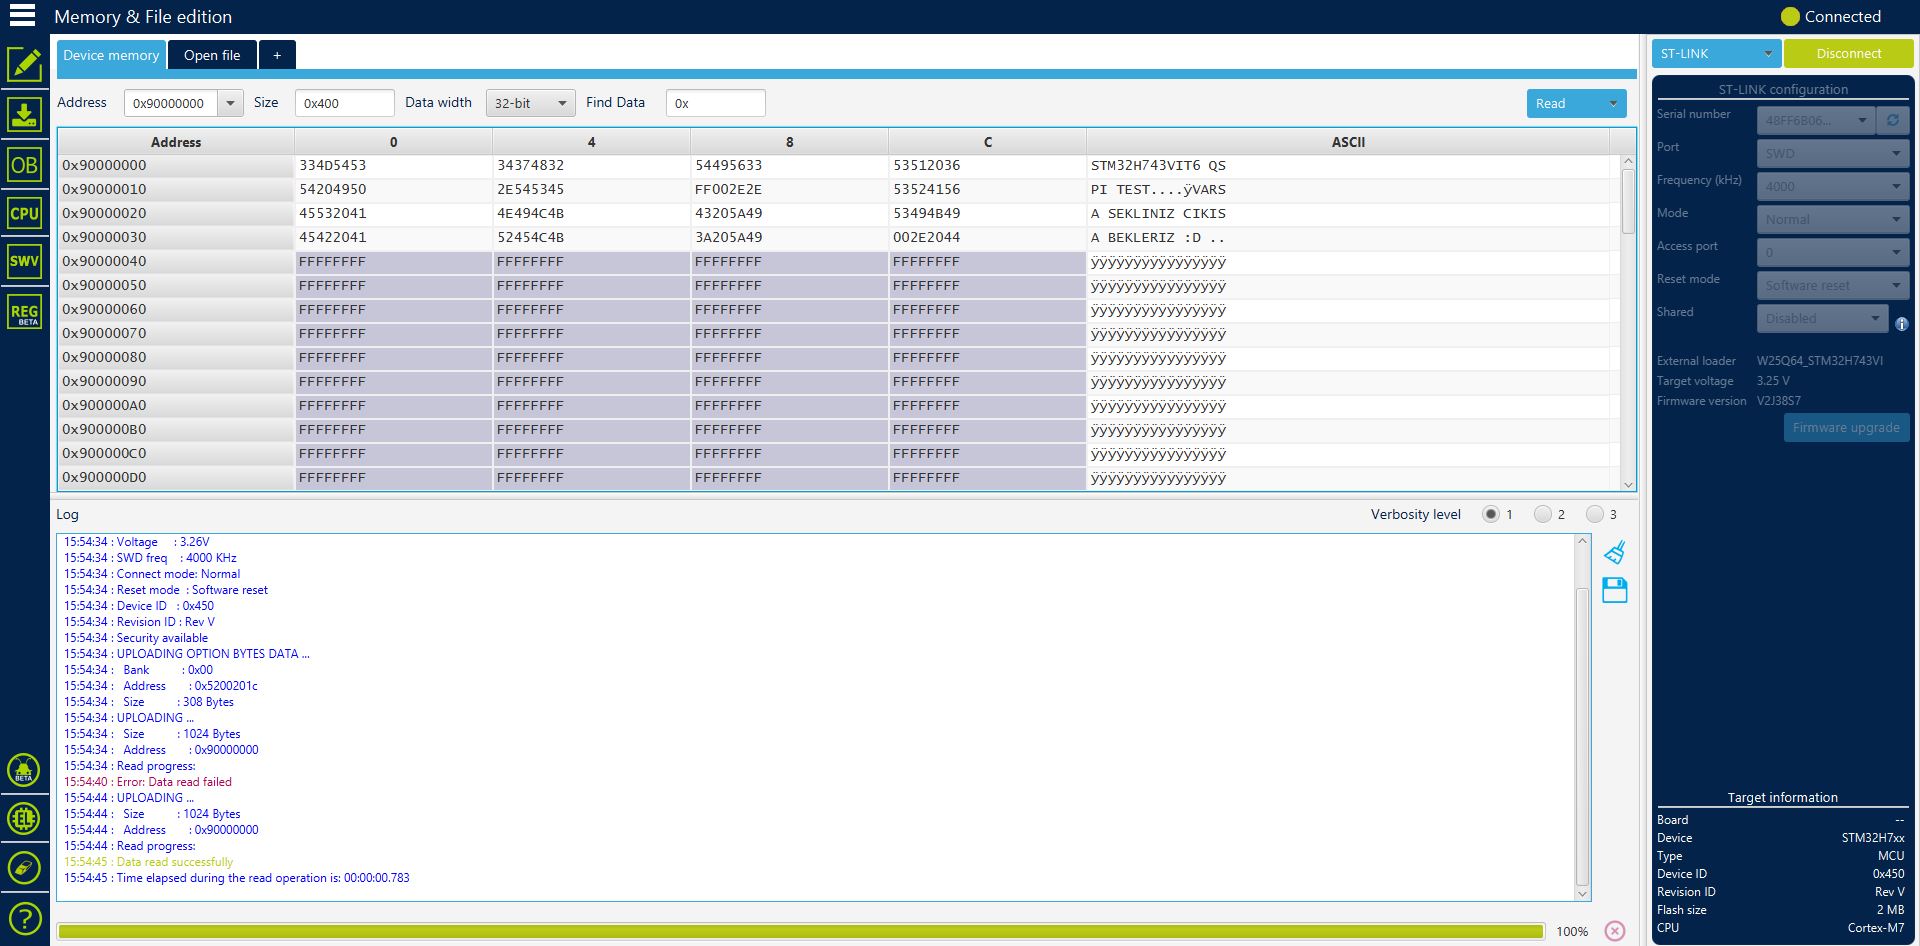 Memory & File edition
Connected
Device memory
Open file
+
ST-LINK
Disconnect
Address 0x90000000 Size 0x400 Data width 32-bit Find Data 0x
Read
Address 0 4 8 C ASCII
0x90000000 334D5453 34374832 54495633 53512036 STM32H743VIT6 QS
0x90000010 54204950 2E545345 FF002E2E 53524156 PI TEST....ÿVARS
0x90000020 45532041 4E494C4B 43205A49 53494B49 A SEKLINIZ CIKIS
0x90000030 45422041 52454C4B 3A205A49 002E2044 A BEKLERIZ :D ..
0x90000040 FFFFFFFF FFFFFFFF FFFFFFFF FFFFFFFF ÿÿÿÿÿÿÿÿÿÿÿÿÿÿÿÿ
0x90000050 FFFFFFFF FFFFFFFF FFFFFFFF FFFFFFFF ÿÿÿÿÿÿÿÿÿÿÿÿÿÿÿÿ
0x90000060 FFFFFFFF FFFFFFFF FFFFFFFF FFFFFFFF ÿÿÿÿÿÿÿÿÿÿÿÿÿÿÿÿ
0x90000070 FFFFFFFF FFFFFFFF FFFFFFFF FFFFFFFF ÿÿÿÿÿÿÿÿÿÿÿÿÿÿÿÿ
0x90000080 FFFFFFFF FFFFFFFF FFFFFFFF FFFFFFFF ÿÿÿÿÿÿÿÿÿÿÿÿÿÿÿÿ
0x90000090 FFFFFFFF FFFFFFFF FFFFFFFF FFFFFFFF ÿÿÿÿÿÿÿÿÿÿÿÿÿÿÿÿ
0x900000A0 FFFFFFFF FFFFFFFF FFFFFFFF FFFFFFFF ÿÿÿÿÿÿÿÿÿÿÿÿÿÿÿÿ
0x900000B0 FFFFFFFF FFFFFFFF FFFFFFFF FFFFFFFF ÿÿÿÿÿÿÿÿÿÿÿÿÿÿÿÿ
0x900000C0 FFFFFFFF FFFFFFFF FFFFFFFF FFFFFFFF ÿÿÿÿÿÿÿÿÿÿÿÿÿÿÿÿ
0x900000D0 FFFFFFFF FFFFFFFF FFFFFFFF FFFFFFFF ÿÿÿÿÿÿÿÿÿÿÿÿÿÿÿÿ
Log
Verbosity level 1 2 3
15:54:34 : Voltage : 3.26V
15:54:34 : SWD freq : 4000 KHz
15:54:34 : Connect mode: Normal
15:54:34 : Reset mode : Software reset
15:54:34 : Device ID : 0x450
15:54:34 : Revision ID : Rev V
15:54:34 : Security available
15:54:34 : UPLOADING OPTION BYTES DATA ...
15:54:34 : Bank : 0x00
15:54:34 : Address : 0x5200201c
15:54:34 : Size : 308 Bytes
15:54:34 : UPLOADING ...
15:54:34 : Size : 1024 Bytes
15:54:34 : Address : 0x90000000
15:54:34 : Read progress:
15:54:40 : Error: Data read failed
15:54:44 : UPLOADING ...
15:54:44 : Size : 1024 Bytes
15:54:44 : Address : 0x90000000
15:54:44 : Read progress:
15:54:45 : Data read successfully
15:54:45 : Time elapsed during the read operation is: 00:00:00.783
100%
ST-LINK configuration
Serial number 48FF6B06...
Port SWD
Frequency (kHz) 4000
Mode Normal
Access port 0
Reset mode Software reset
Shared Disabled
i
External loader W25Q64_STM32H743VI
Target voltage 3.25 V
Firmware version V2J38S7
Firmware upgrade
Target information
Board --
Device STM32H7xx
Type MCU
Device ID 0x450
Revision ID Rev V
Flash size 2 MB
CPU Cortex-M7
OB
CPU
SWV
REG
BETA
BETA
EL
?